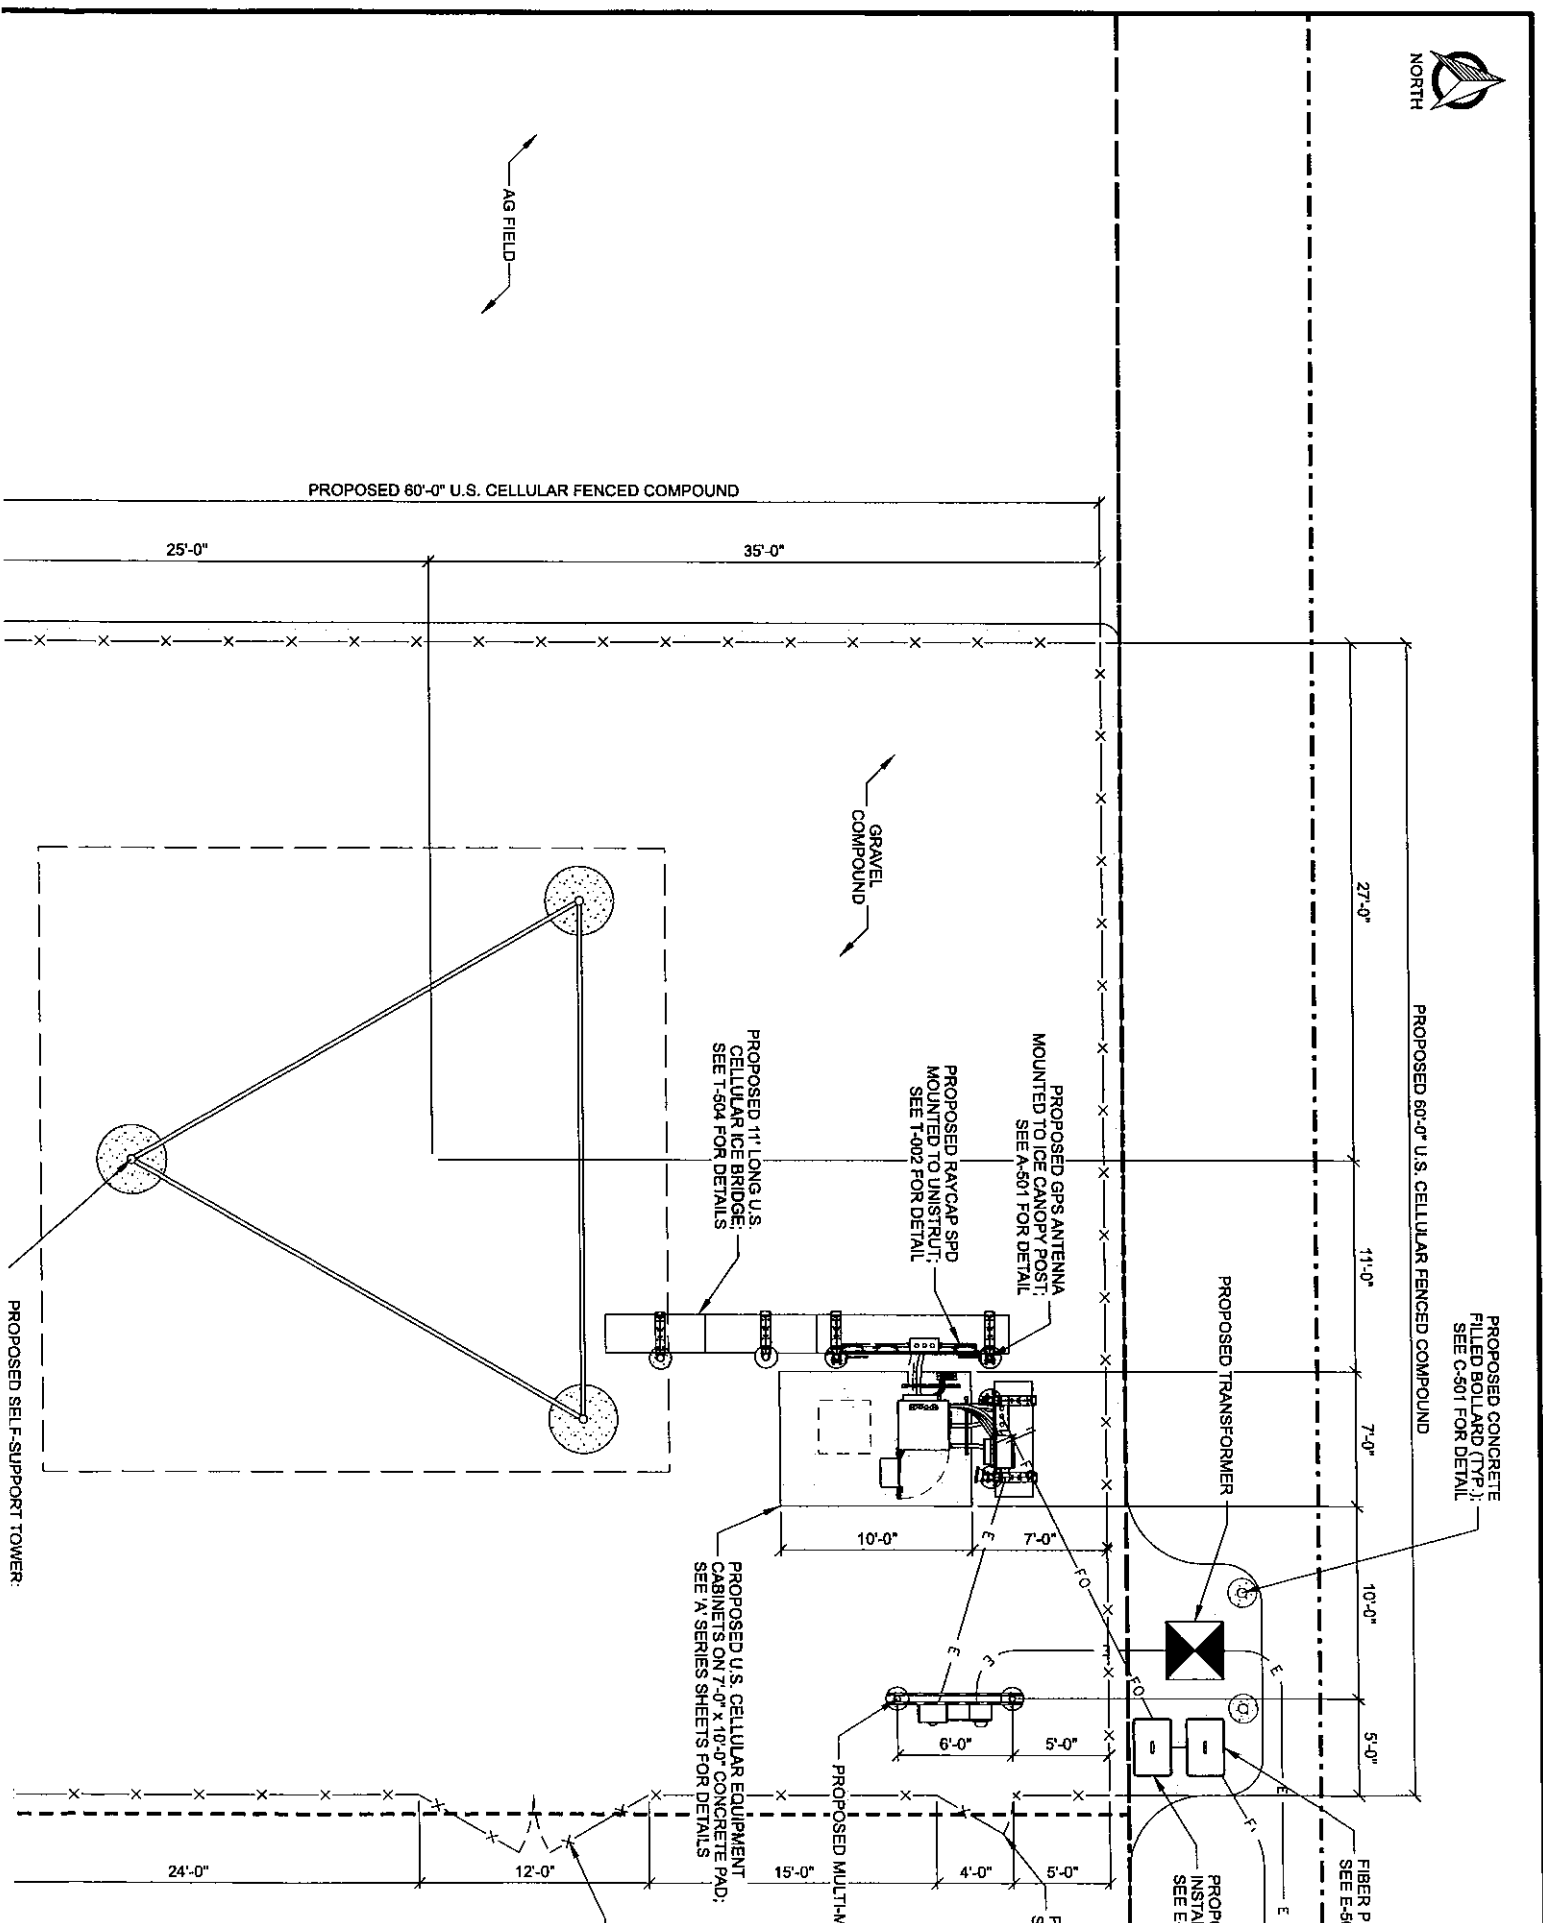 NORTH
AG FIELD
PROPOSED 60'-0" U.S. CELLULAR FENCED COMPOUND
25'-0"
35'-0"
GRAVEL
COMPOUND
PROPOSED 60'-0" U.S. CELLULAR FENCED COMPOUND
27'-0"
11'-0"
7'-0"
10'-0"
5'-0"
PROPOSED CONCRETE
FILLED BOLLARD (TYP.);
SEE C-501 FOR DETAIL
PROPOSED TRANSFORMER
PROPOSED GPS ANTENNA
MOUNTED TO ICE CANOPY POST;
SEE A-501 FOR DETAIL
PROPOSED RAYCAP SPD
MOUNTED TO UNISTRUT;
SEE T-002 FOR DETAIL
PROPOSED 11' LONG U.S.
CELLULAR ICE BRIDGE;
SEE T-504 FOR DETAILS
PROPOSED SELF-SUPPORT TOWER;
10'-0"
7'-0"
PROPOSED U.S. CELLULAR EQUIPMENT
CABINETS ON 7'-0" x 10'-0" CONCRETE PAD;
SEE 'A' SERIES SHEETS FOR DETAILS
E
E
E
E
E
E
E
FO
FO
6'-0"
5'-0"
PROPOSED MULTI-M
24'-0"
12'-0"
15'-0"
4'-0"
5'-0"
FIBER P
SEE E-50
PROPO
INSTA
SEE E